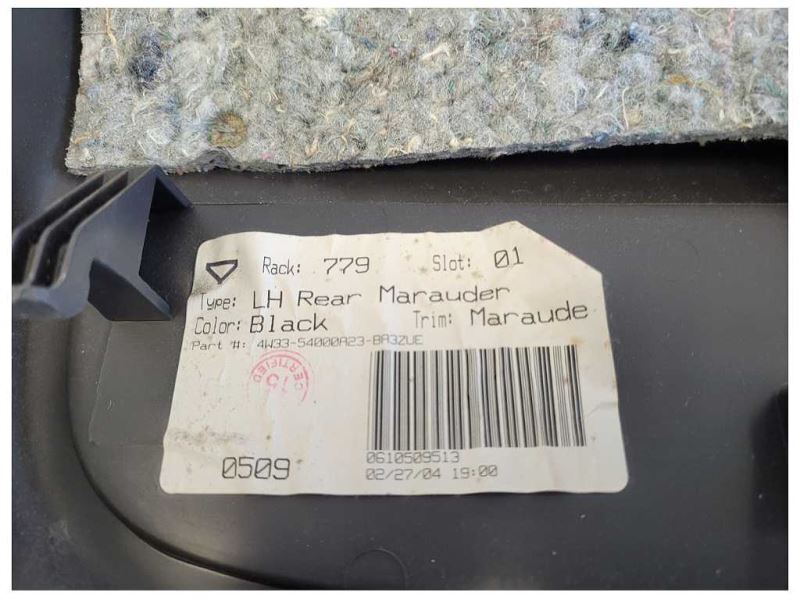 Rack: 779 Slot: 01
Type: LH Rear Marauder
Color: Black Trim: Maraude
Part #: 4W33-54000A23-BA3ZUE
CERTIFIED
15
0610509513
0509
02/27/04 19:00